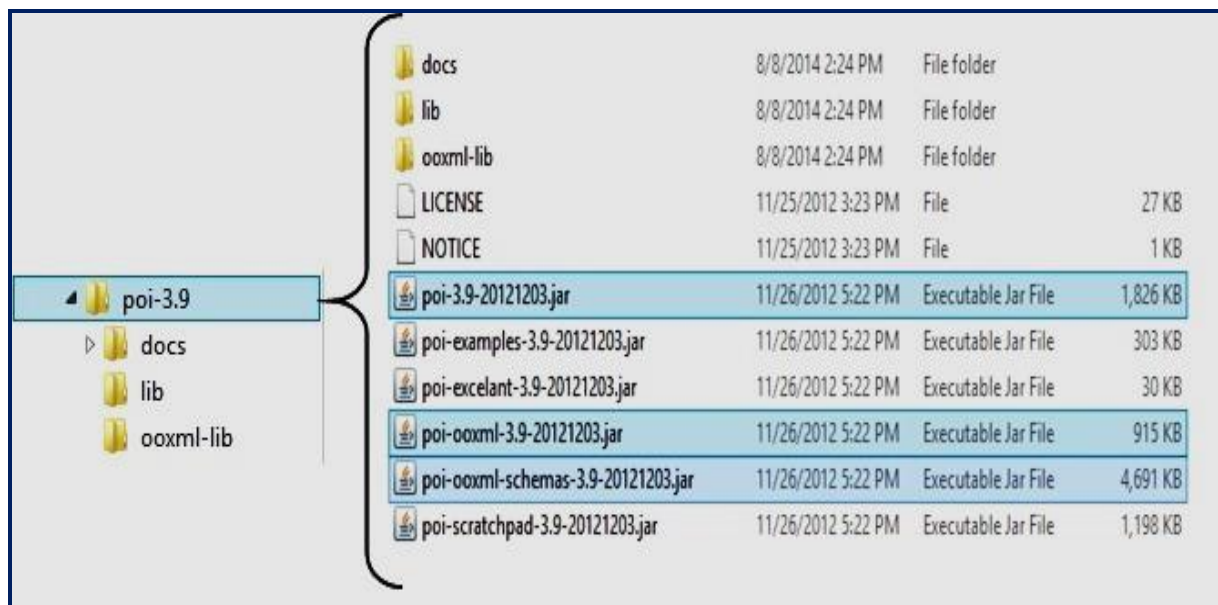 docs 8/8/2014 2:24 PM File folder
lib 8/8/2014 2:24 PM File folder
ooxml-lib 8/8/2014 2:24 PM File folder
LICENSE 11/25/2012 3:23 PM File 27 KB
NOTICE 11/25/2012 3:23 PM File 1 KB
poi-3.9-20121203.jar 11/26/2012 5:22 PM Executable Jar File 1,826 KB
poi-examples-3.9-20121203.jar 11/26/2012 5:22 PM Executable Jar File 303 KB
poi-excelant-3.9-20121203.jar 11/26/2012 5:22 PM Executable Jar File 30 KB
poi-ooxml-3.9-20121203.jar 11/26/2012 5:22 PM Executable Jar File 915 KB
poi-ooxml-schemas-3.9-20121203.jar 11/26/2012 5:22 PM Executable Jar File 4,691 KB
poi-scratchpad-3.9-20121203.jar 11/26/2012 5:22 PM Executable Jar File 1,198 KB
poi-3.9
docs
lib
ooxml-lib